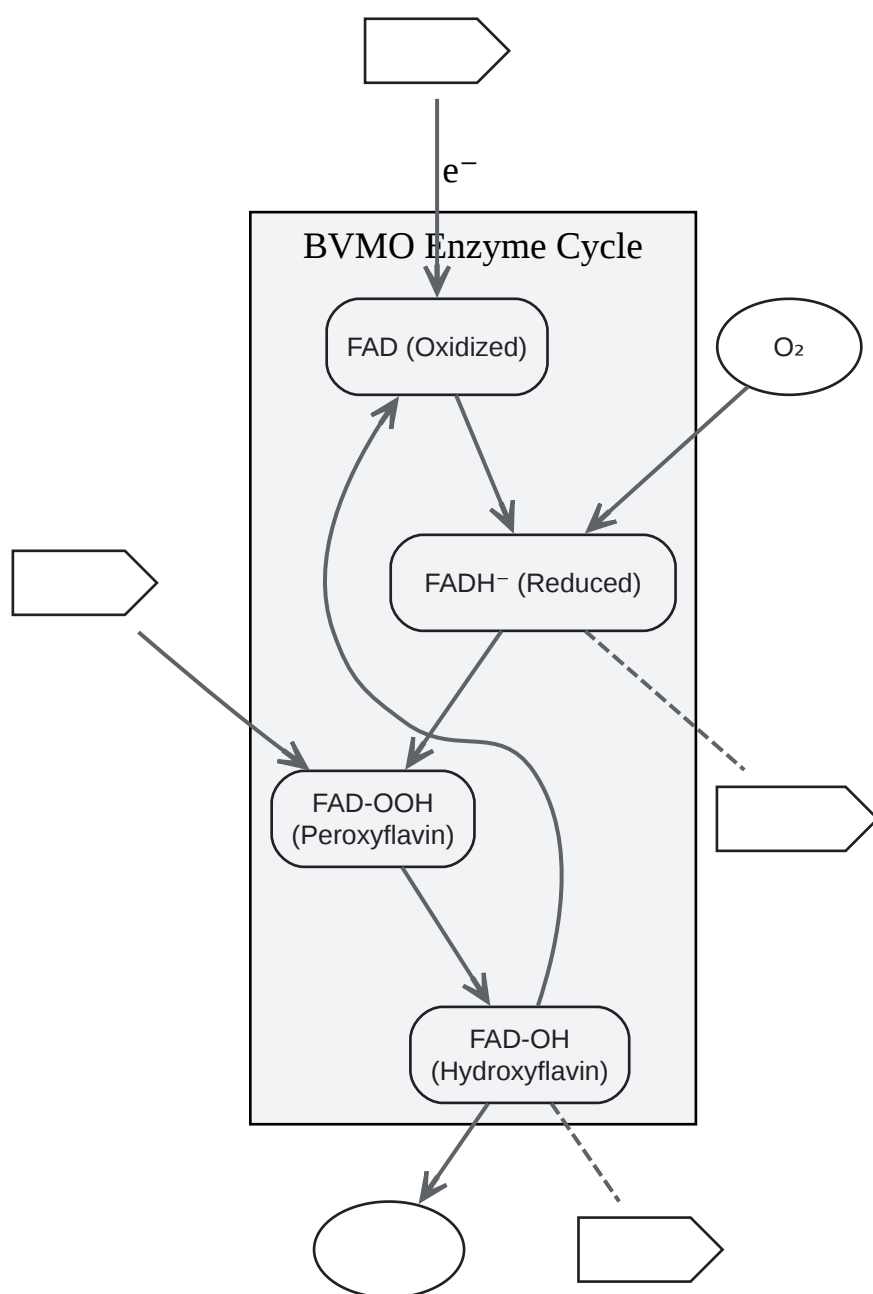 e⁻
BVMO Enzyme Cycle
FAD (Oxidized)
O₂
FADH⁻ (Reduced)
FAD-OOH
(Peroxyflavin)
FAD-OH
(Hydroxyflavin)